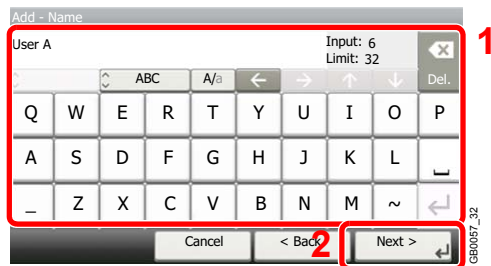 Add - Name
User A
Input: 6
Limit: 32
1
ABC A/a ← → ↑ ↓ Del.
Q W E R T Y U I O P
A S D F G H J K L
_ Z X C V B N M ~
2
Cancel < Back Next >
GB0057_32